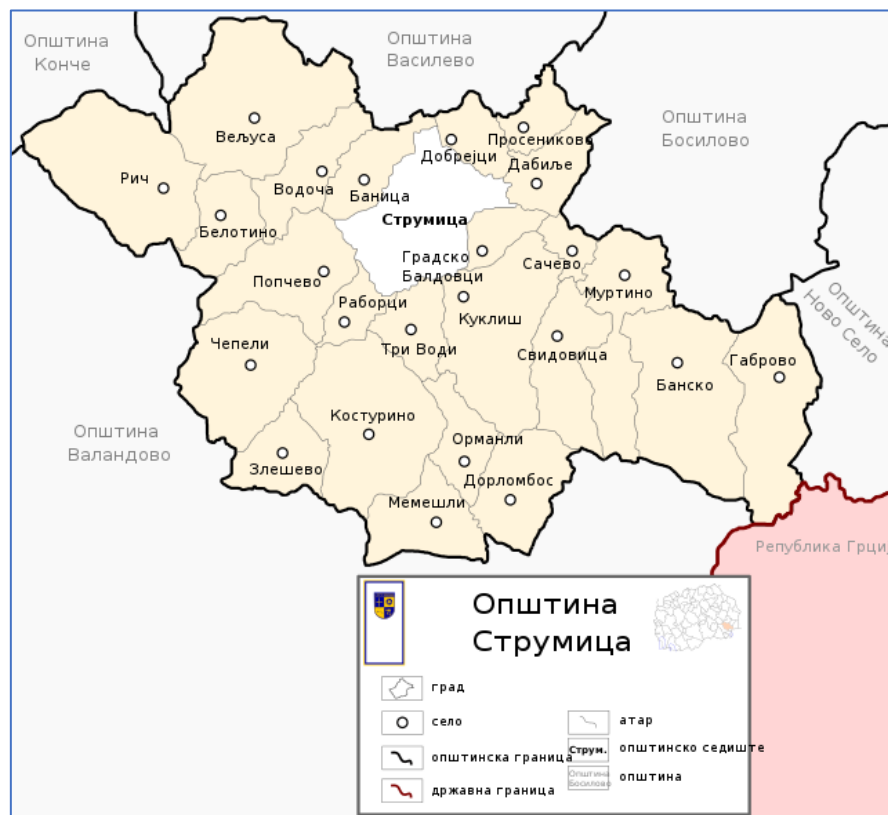 Општина
Конче
Општина
Василево
Општина
Босилово
Вељуса
Просениково
Добрејци
Дабиље
Рич
Водоча
Баница
Белотино
Струмица
Градско
Балдовци
Сачево
Попчево
Муртино
Раборци
Куклиш
Општина
Ново Село
Чепели
Три Води
Свидовица
Габрово
Банско
Костурино
Општина
Валандово
Орманли
Злешево
Дорломбос
Мемешли
Република Грциј
Општина
Струмица
град
село
атар
Струм.
општинско седиште
општинска граница
Општина
Босилово
општина
државна граница